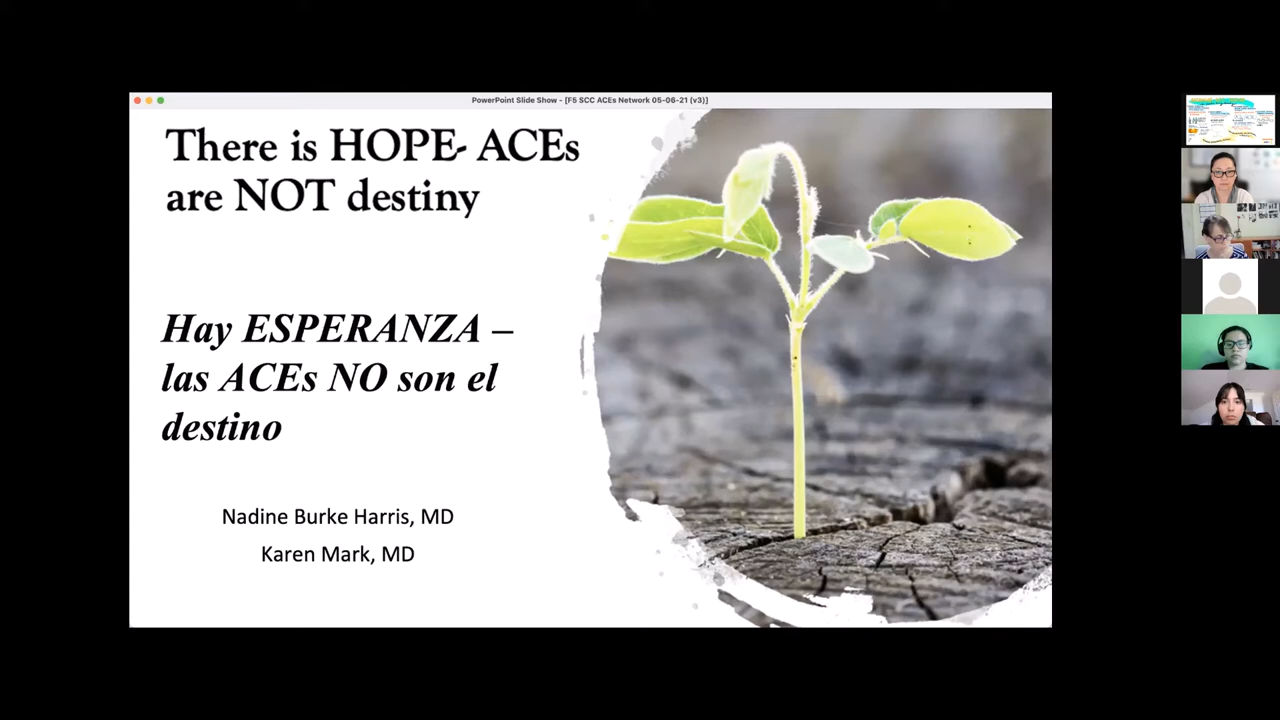 PowerPoint Slide Show - [F5 SCC ACEs Network 05-06-21 (v3)]
There is HOPE- ACEs
are NOT destiny
Hay ESPERANZA –
las ACEs NO son el
destino
Nadine Burke Harris, MD
Karen Mark, MD